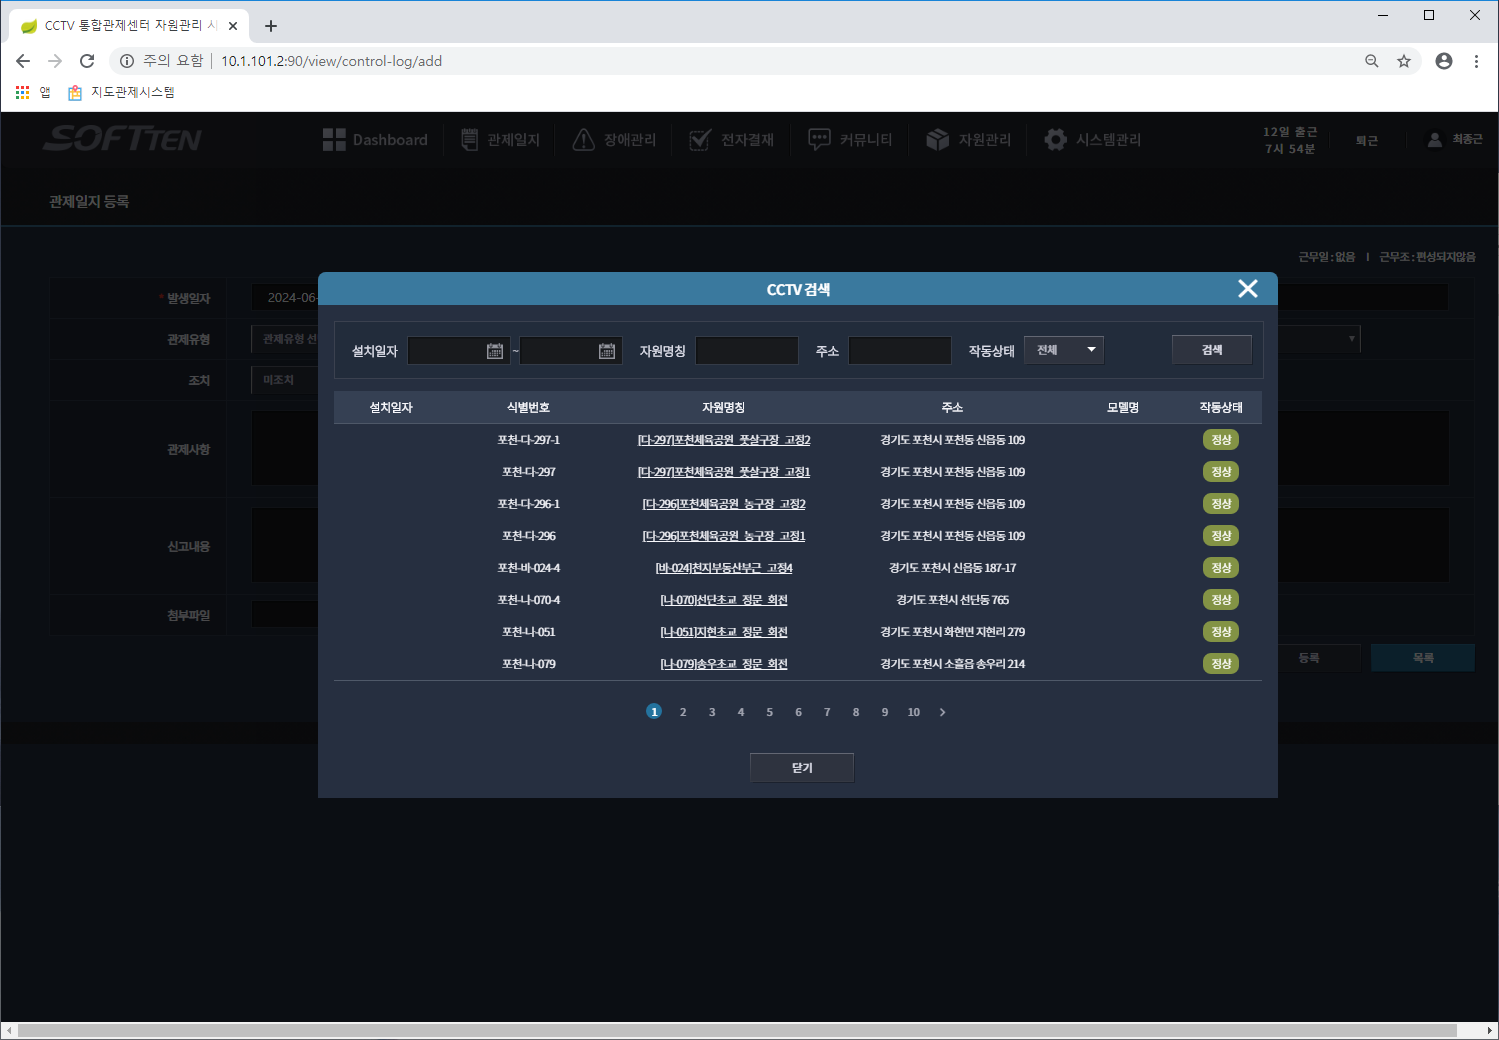 CCTV 통합관제센터 자원관리 시
주의 요함 10.1.101.2:90/view/control-log/add
앱 지도관제시스템
SOFTTEN Dashboard 관제일지 장애관리 전자결재 커뮤니티 자원관리 시스템관리 12일 출근 퇴근 최종근
7시 54분
관제일지 등록
근무일 : 없음 I 근무조 : 편성되지않음
* 발생일자 2024-06-
관제유형 관제유형 선
조치 미조치
관제사항
신고내용
첨부파일
등록 목록
CCTV 검색
설치일자 ~ 자원명칭 주소 작동상태 전체 검색
설치일자 식별번호 자원명칭 주소 모델명 작동상태
포천-다-297-1 [다-297]포천체육공원_풋살구장_고정2 경기도 포천시 포천동 신읍동 109 정상
포천-다-297 [다-297]포천체육공원_풋살구장_고정1 경기도 포천시 포천동 신읍동 109 정상
포천-다-296-1 [다-296]포천체육공원_농구장_고정2 경기도 포천시 포천동 신읍동 109 정상
포천-다-296 [다-296]포천체육공원_농구장_고정1 경기도 포천시 포천동 신읍동 109 정상
포천-바-024-4 [바-024]천지부동산부근_고정4 경기도 포천시 신읍동 187-17 정상
포천-나-070-4 [나-070]선단초교_정문_회전 경기도 포천시 선단동 765 정상
포천-나-051 [나-051]지현초교_정문_회전 경기도 포천시 화현면 지현리 279 정상
포천-나-079 [나-079]송우초교_정문_회전 경기도 포천시 소흘읍 송우리 214 정상
1 2 3 4 5 6 7 8 9 10 >
닫기